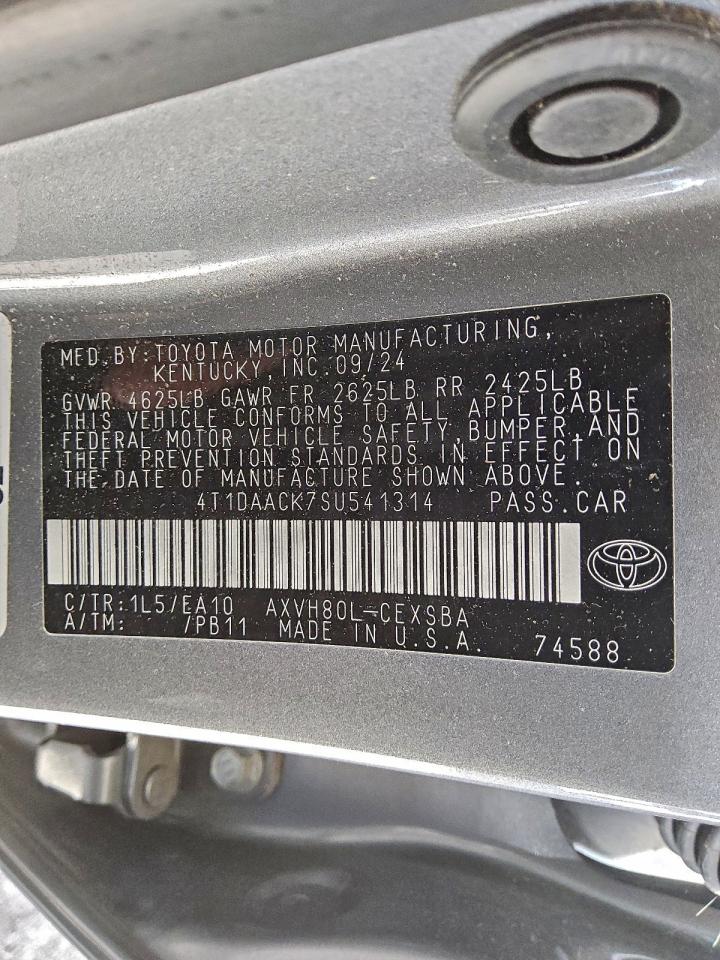 MFD. BY: TOYOTA MOTOR MANUFACTURING,
KENTUCKY, INC. 09/24
GVWR 4625LB GAWR FR 2625LB RR 2425LB
THIS VEHICLE CONFORMS TO ALL APPLICABLE
FEDERAL MOTOR VEHICLE SAFETY, BUMPER, AND
THEFT PREVENTION STANDARDS IN EFFECT ON
THE DATE OF MANUFACTURE SHOWN ABOVE.
4T1DAACK7SU541314 PASS. CAR
C/TR: 1L5/EA10 AXVH80L-CEXSBA
A/TM: /PB11 MADE IN U.S.A. 74588